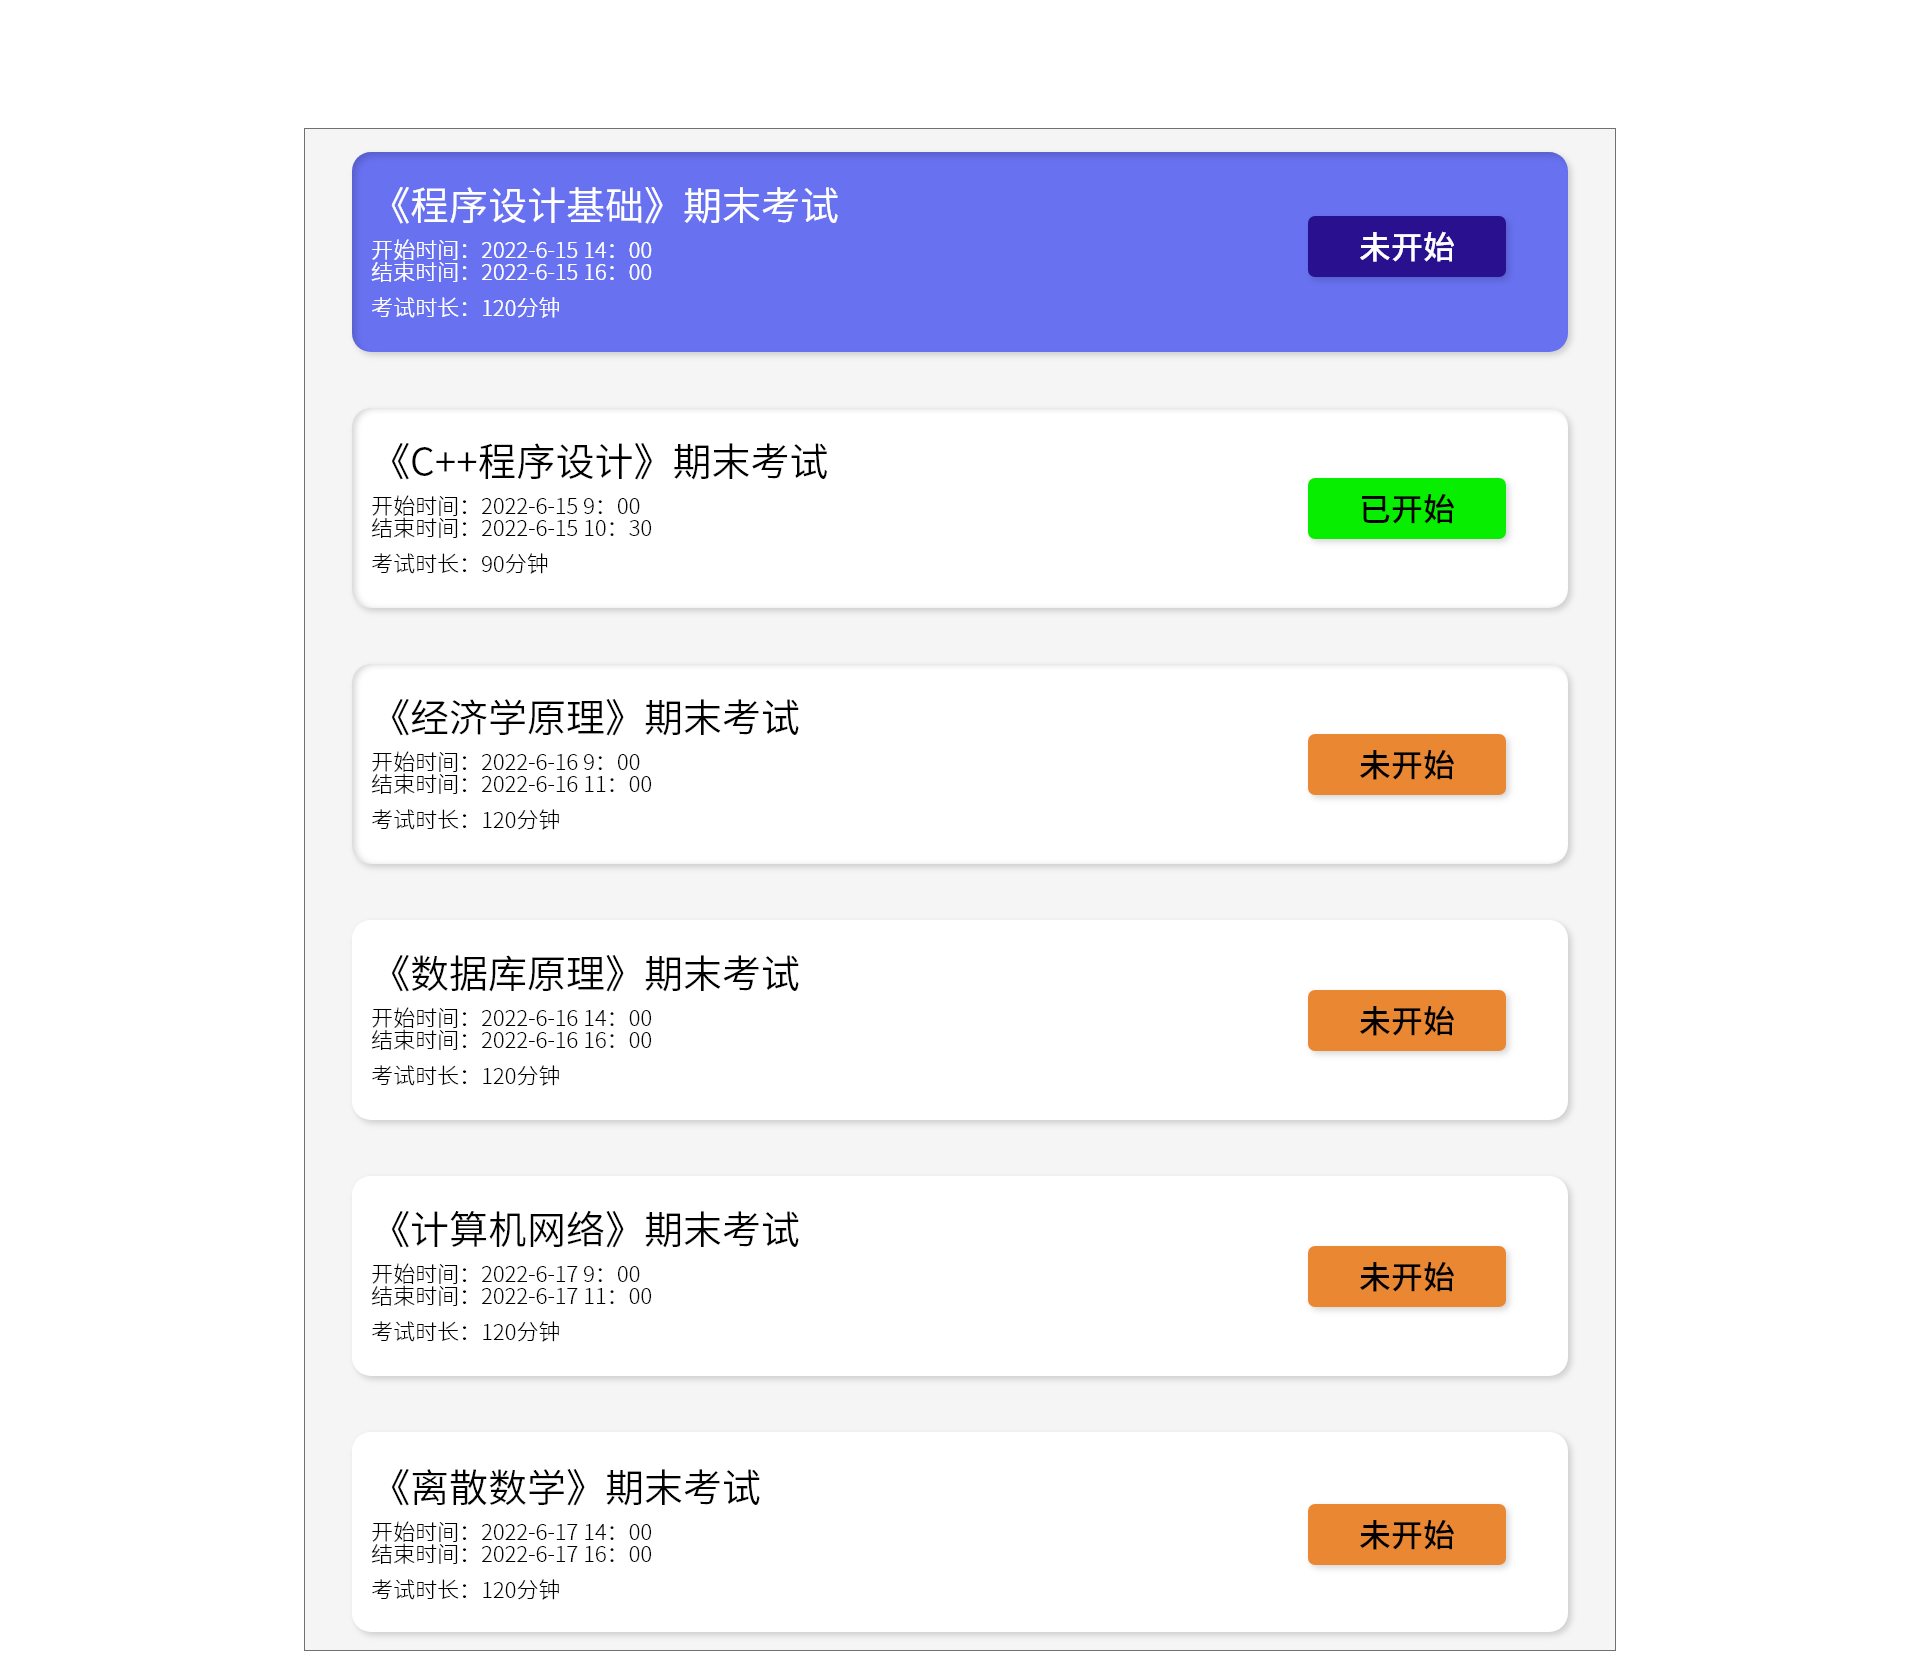 《程序设计基础》期末考试
开始时间：2022-6-15 14：00
结束时间：2022-6-15 16：00
考试时长：120分钟
未开始
《C++程序设计》期末考试
开始时间：2022-6-15 9：00
结束时间：2022-6-15 10：30
考试时长：90分钟
已开始
《经济学原理》期末考试
开始时间：2022-6-16 9：00
结束时间：2022-6-16 11：00
考试时长：120分钟
未开始
《数据库原理》期末考试
开始时间：2022-6-16 14：00
结束时间：2022-6-16 16：00
考试时长：120分钟
未开始
《计算机网络》期末考试
开始时间：2022-6-17 9：00
结束时间：2022-6-17 11：00
考试时长：120分钟
未开始
《离散数学》期末考试
开始时间：2022-6-17 14：00
结束时间：2022-6-17 16：00
考试时长：120分钟
未开始